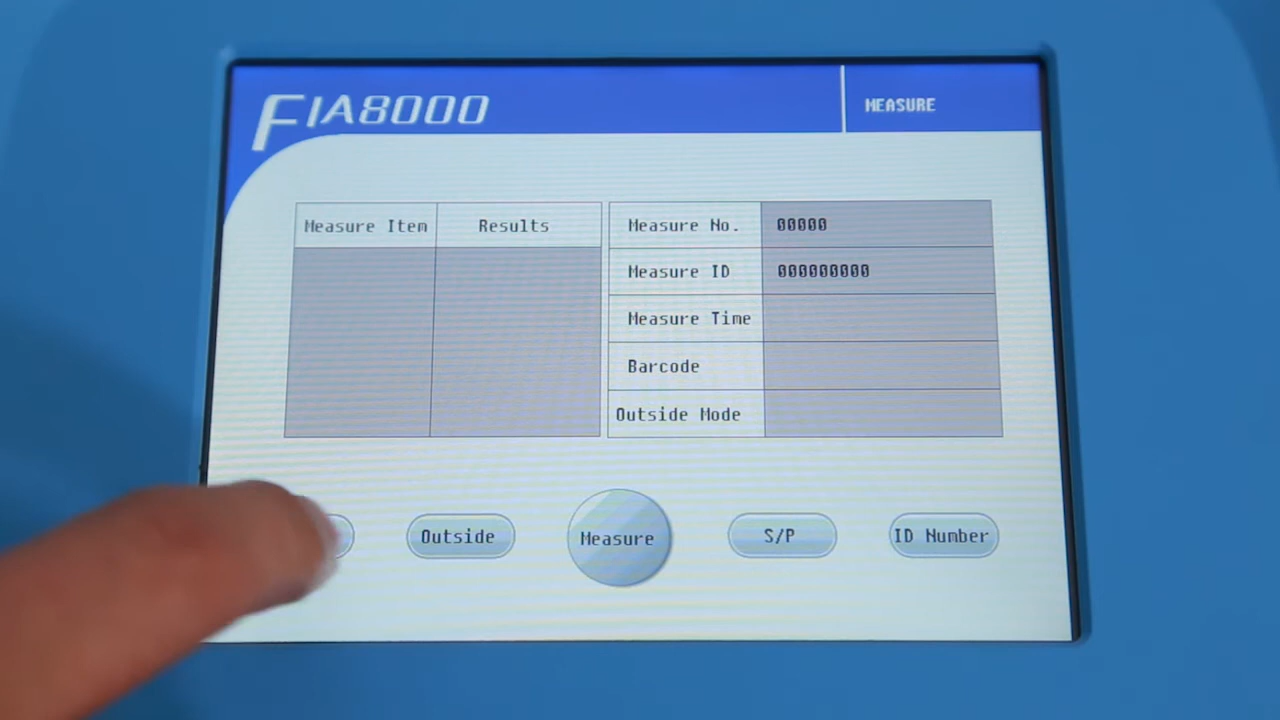 FIA8000
MEASURE
Measure Item Results
Measure No. 00000
Measure ID 000000000
Measure Time
Barcode
Outside Mode
Outside Measure S/P ID Number